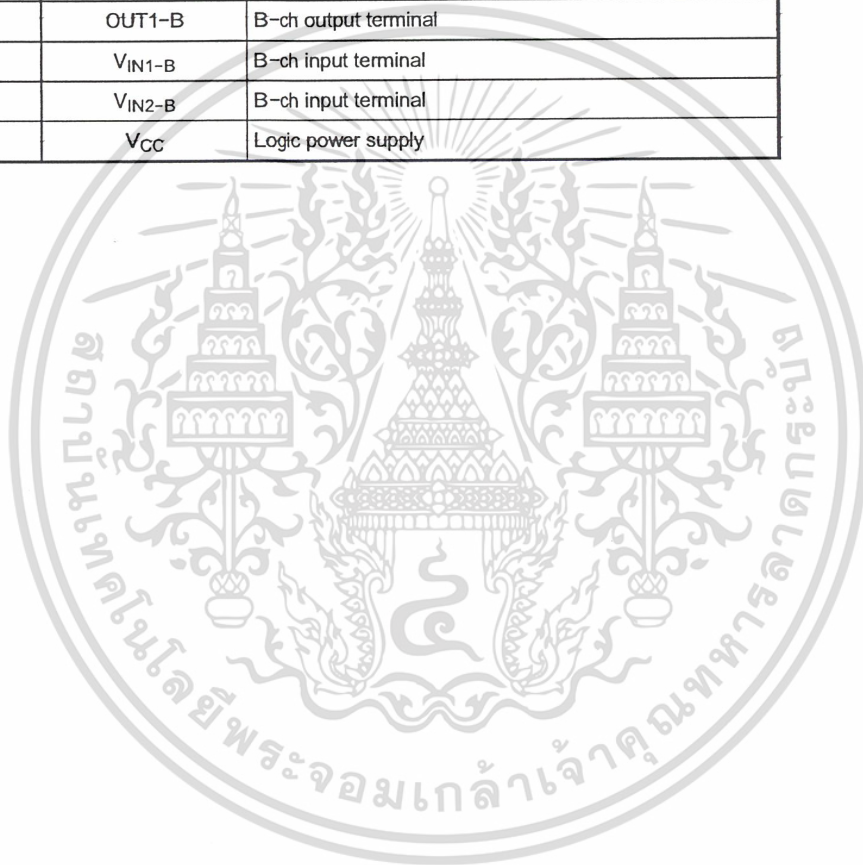 OUT1-B B-ch output terminal
VIN1-B B-ch input terminal
VIN2-B B-ch input terminal
VCC Logic power supply
สถาบันเทคโนโลยีพระจอมเกล้าเจ้าคุณทหารลาดกระบัง
๔